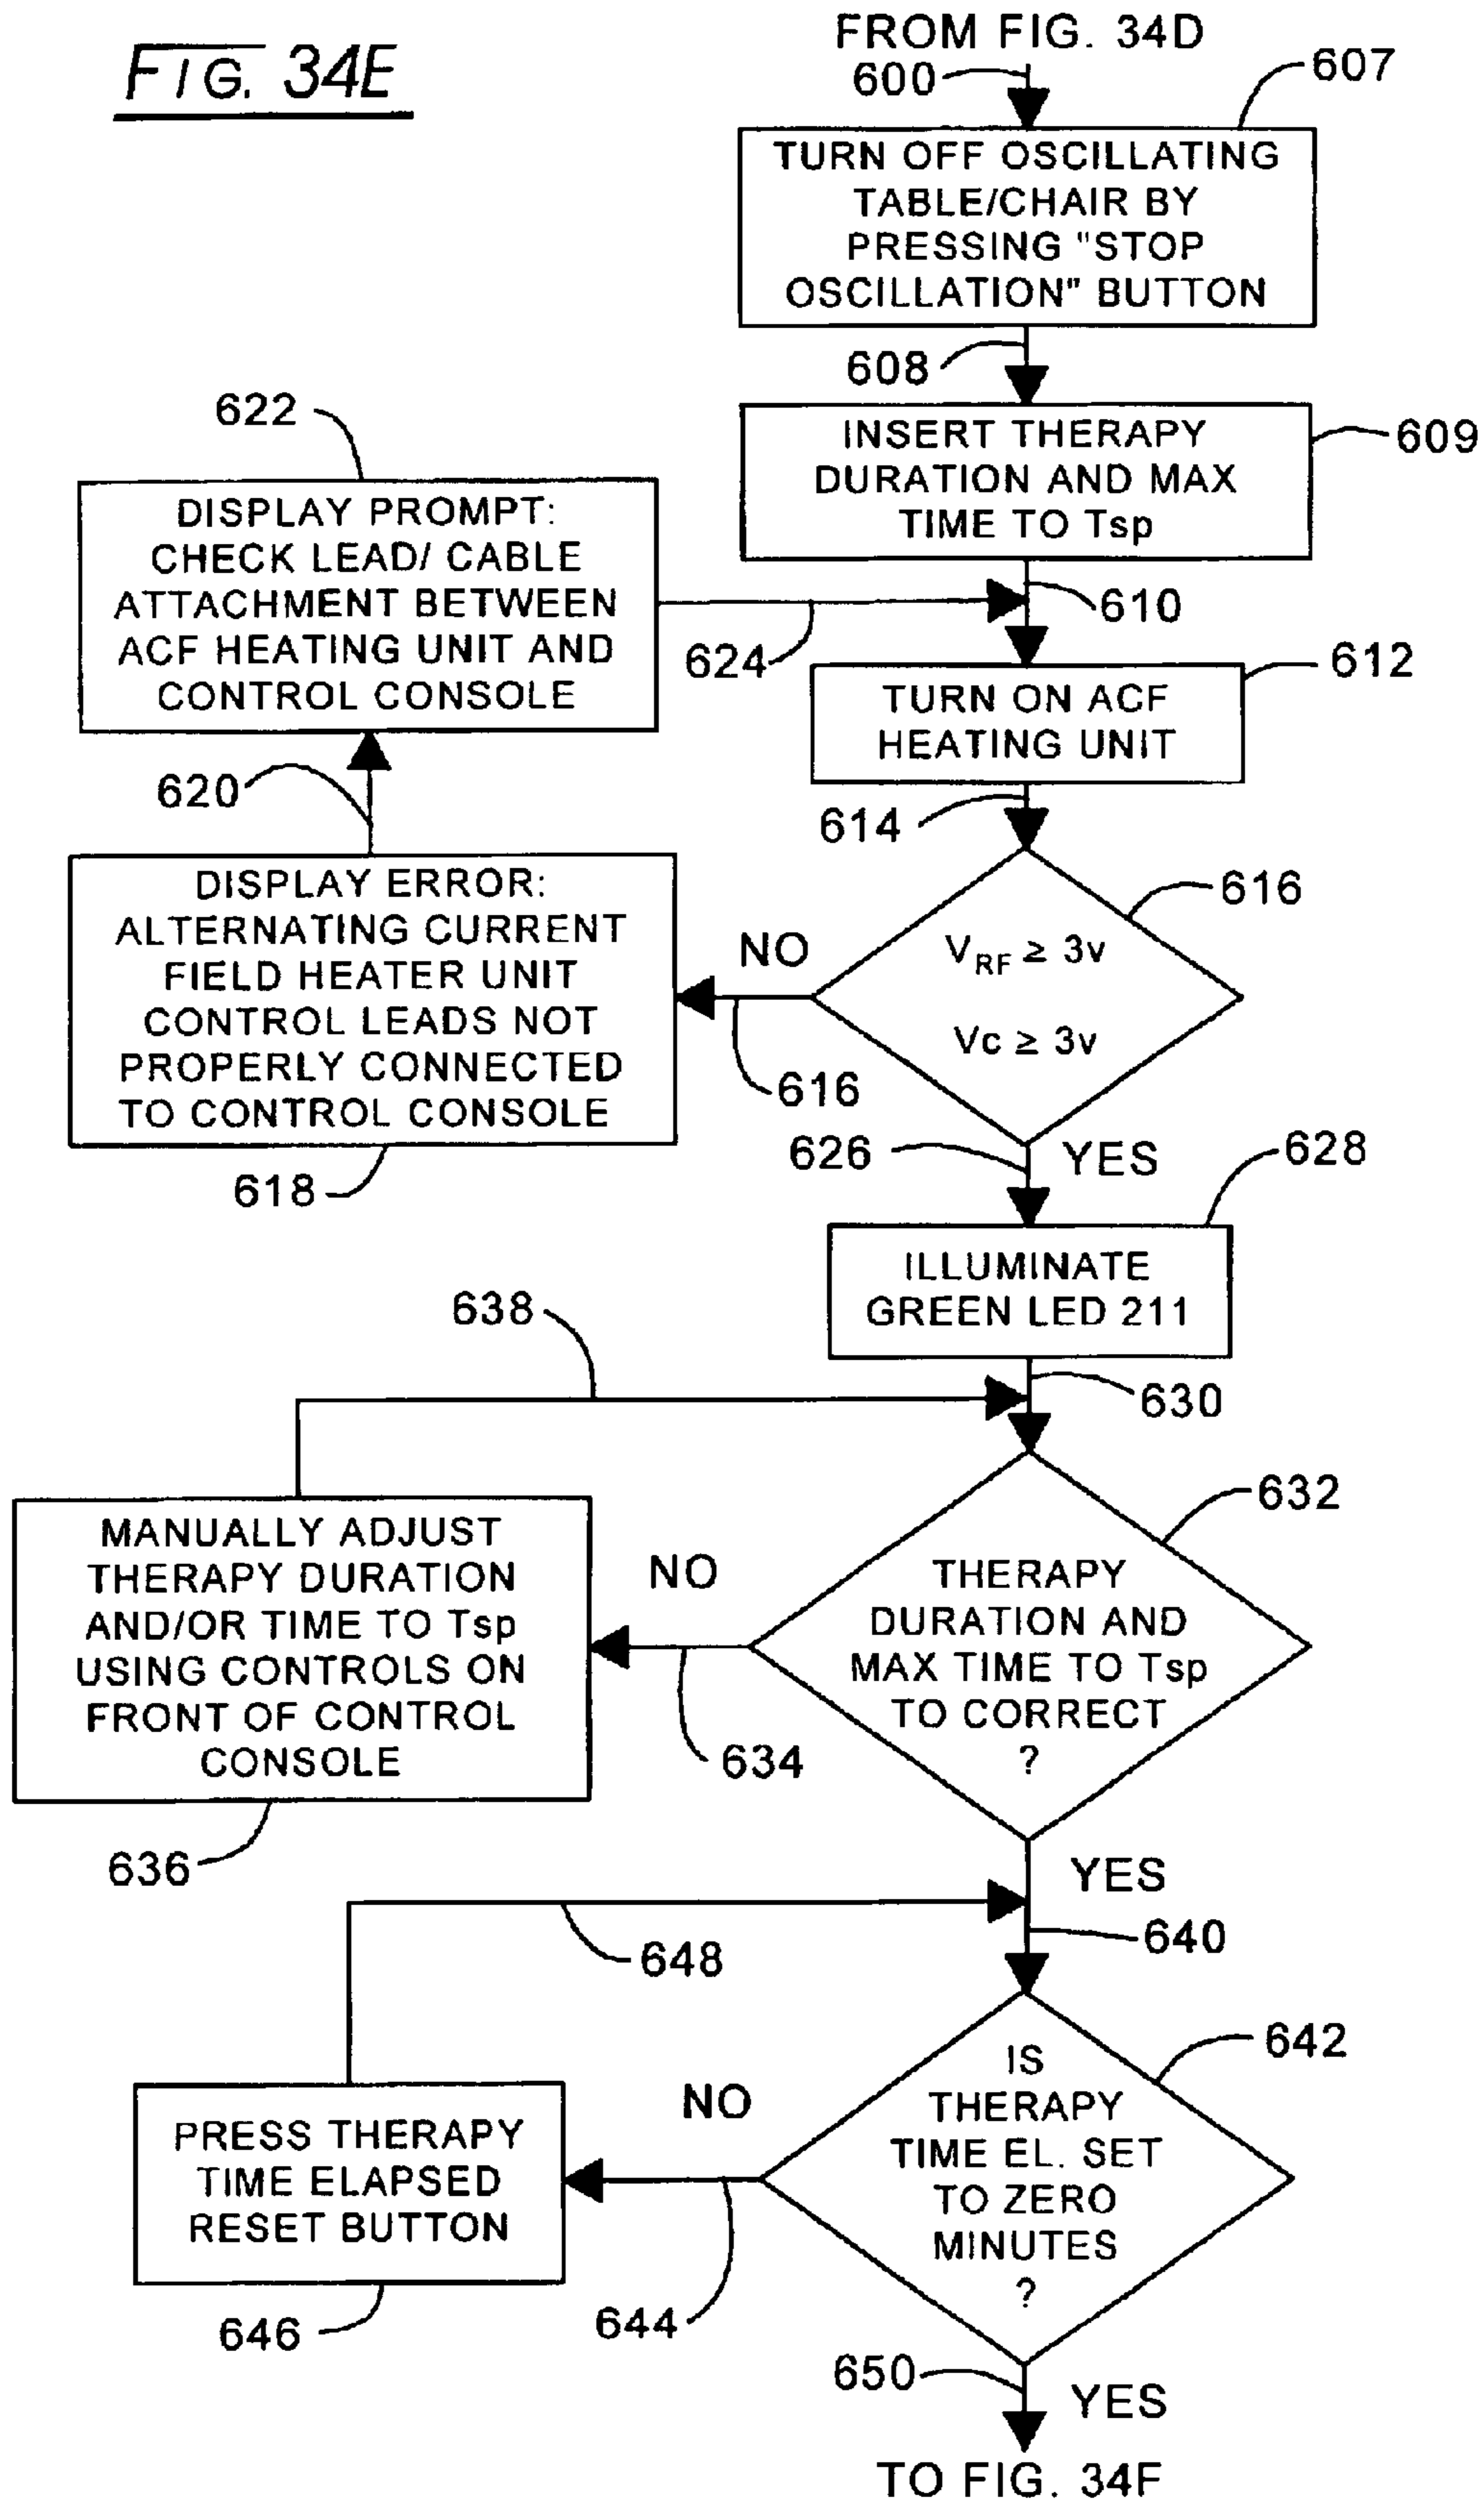 FIG. 34E
FROM FIG. 34D
600
607
TURN OFF OSCILLATING
TABLE/CHAIR BY
PRESSING "STOP
OSCILLATION" BUTTON
608
INSERT THERAPY
DURATION AND MAX
TIME TO Tsp
609
622
DISPLAY PROMPT:
CHECK LEAD/ CABLE
ATTACHMENT BETWEEN
ACF HEATING UNIT AND
CONTROL CONSOLE
624
610
TURN ON ACF
HEATING UNIT
612
620
614
DISPLAY ERROR:
ALTERNATING CURRENT
FIELD HEATER UNIT
CONTROL LEADS NOT
PROPERLY CONNECTED
TO CONTROL CONSOLE
618
NO
616
VRF ≥ 3v
Vc ≥ 3v
616
626
YES
628
ILLUMINATE
GREEN LED 211
638
630
MANUALLY ADJUST
THERAPY DURATION
AND/OR TIME TO Tsp
USING CONTROLS ON
FRONT OF CONTROL
CONSOLE
636
NO
634
632
THERAPY
DURATION AND
MAX TIME TO Tsp
TO CORRECT
?
YES
648
640
642
IS
THERAPY
TIME EL. SET
TO ZERO
MINUTES
?
NO
644
PRESS THERAPY
TIME ELAPSED
RESET BUTTON
646
650
YES
TO FIG. 34F